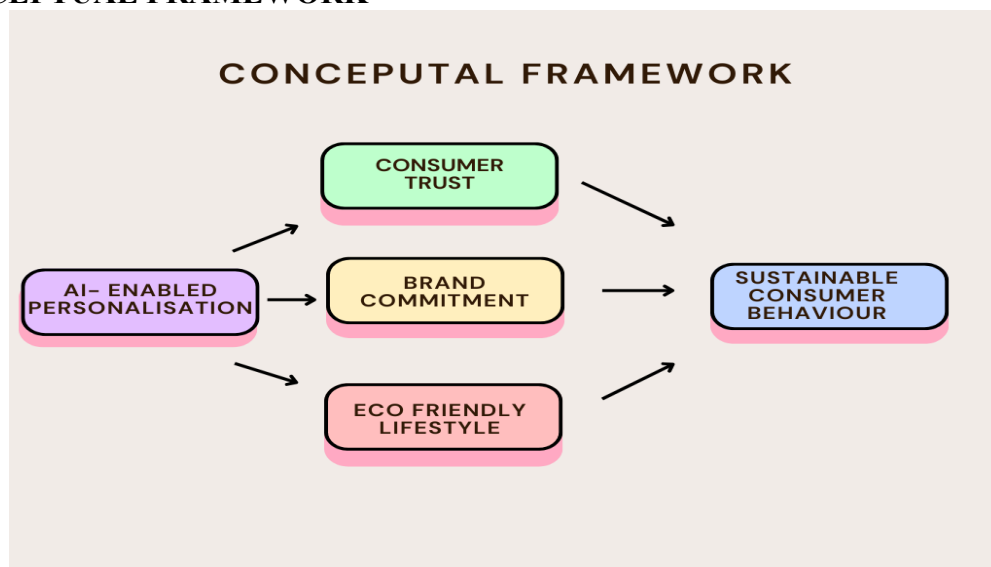 CONCEPUTAL FRAMEWORK
CONSUMER
TRUST
AI- ENABLED
PERSONALISATION
BRAND
COMMITMENT
SUSTAINABLE
CONSUMER
BEHAVIOUR
ECO FRIENDLY
LIFESTYLE